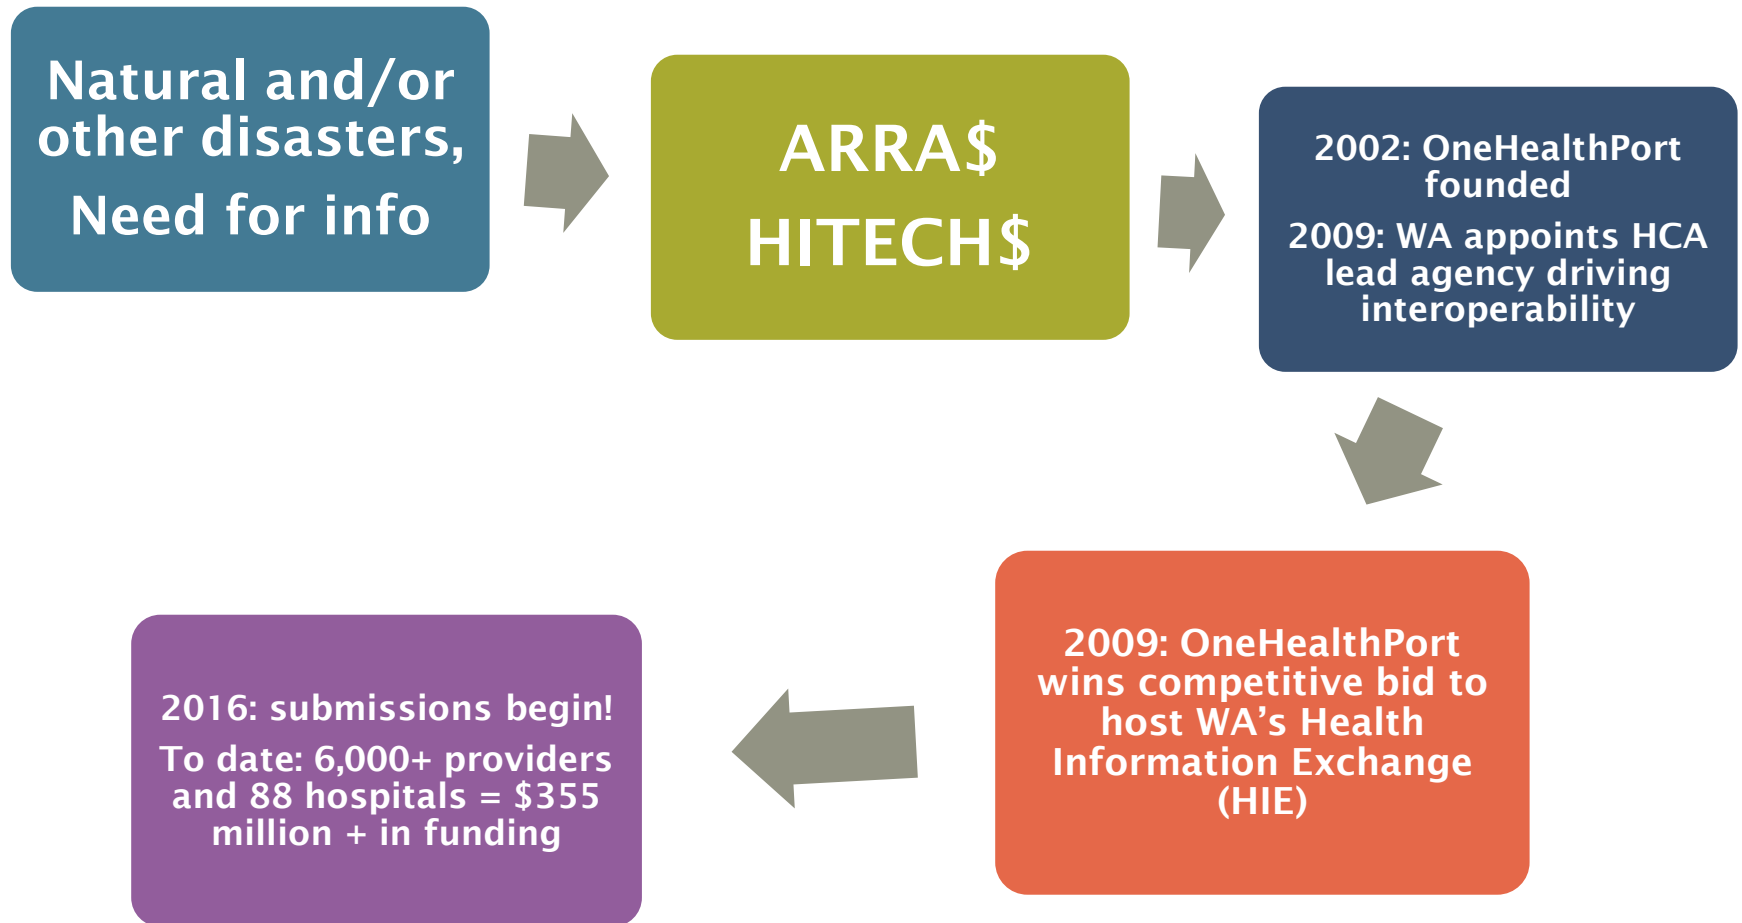 Natural and/or
other disasters,
Need for info
ARRA$
HITECH$
2002: OneHealthPort
founded
2009: WA appoints HCA
lead agency driving
interoperability
2009: OneHealthPort
wins competitive bid to
host WA’s Health
Information Exchange
(HIE)
2016: submissions begin!
To date: 6,000+ providers
and 88 hospitals = $355
million + in funding